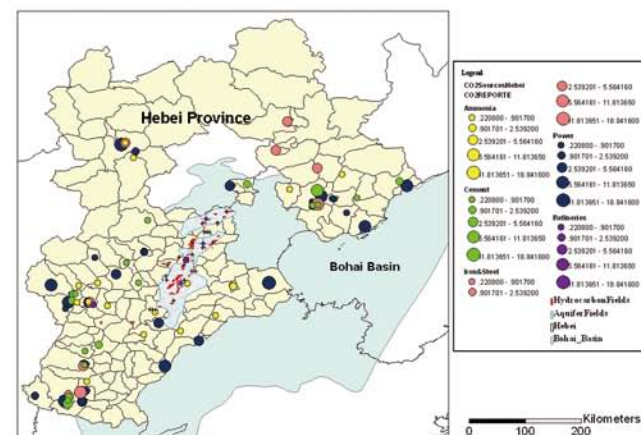 Hebei Province
Bohai Basin
Legend
CO2SourcesHebei
CO2REPORTE
Ammonia
.220800 - .901700
.901701 - 2.539200
2.539201 - 5.564160
5.564161 - 11.813650
11.813651 - 18.841600
Cement
.220800 - .901700
.901701 - 2.539200
2.539201 - 5.564160
5.564161 - 11.813650
11.813651 - 18.841600
Iron&Steel
.220800 - .901700
.901701 - 2.539200
2.539201 - 5.564160
5.564161 - 11.813650
11.813651 - 18.841600
Power
.220800 - .901700
.901701 - 2.539200
2.539201 - 5.564160
5.564161 - 11.813650
11.813651 - 18.841600
Refineries
.220800 - .901700
.901701 - 2.539200
2.539201 - 5.564160
5.564161 - 11.813650
11.813651 - 18.841600
HydrocarbonFields
AquiferFields
Hebei
Bohai_Basin
Kilometers
0 50 100 200